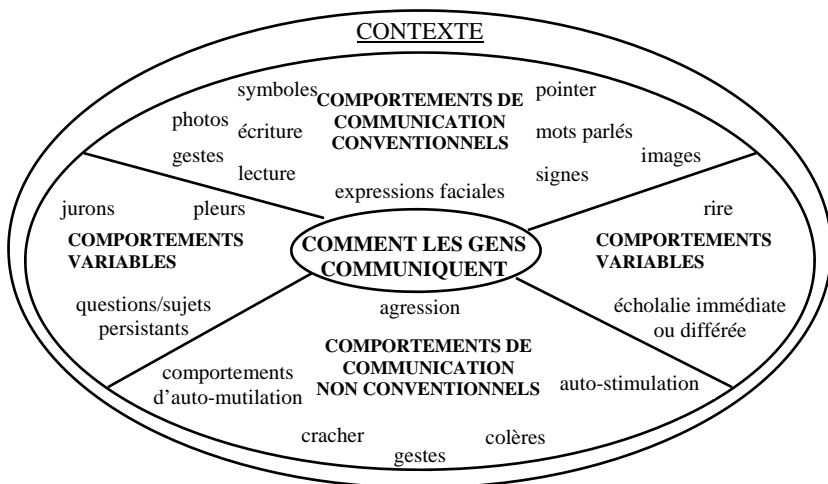 CONTEXTE
symboles
pointer
COMPORTEMENTS DE
COMMUNICATION
CONVENTIONNELS
photos
écriture
mots parlés
gestes
images
lecture
signes
expressions faciales
jurons
pleurs
rire
COMPORTEMENTS
VARIABLES
COMMENT LES GENS
COMMUNIQUENT
COMPORTEMENTS
VARIABLES
questions/sujets
persistants
écholalie immédiate
ou différée
agression
COMPORTEMENTS DE
COMMUNICATION
NON CONVENTIONNELS
comportements
d’auto-mutilation
auto-stimulation
cracher
colères
gestes